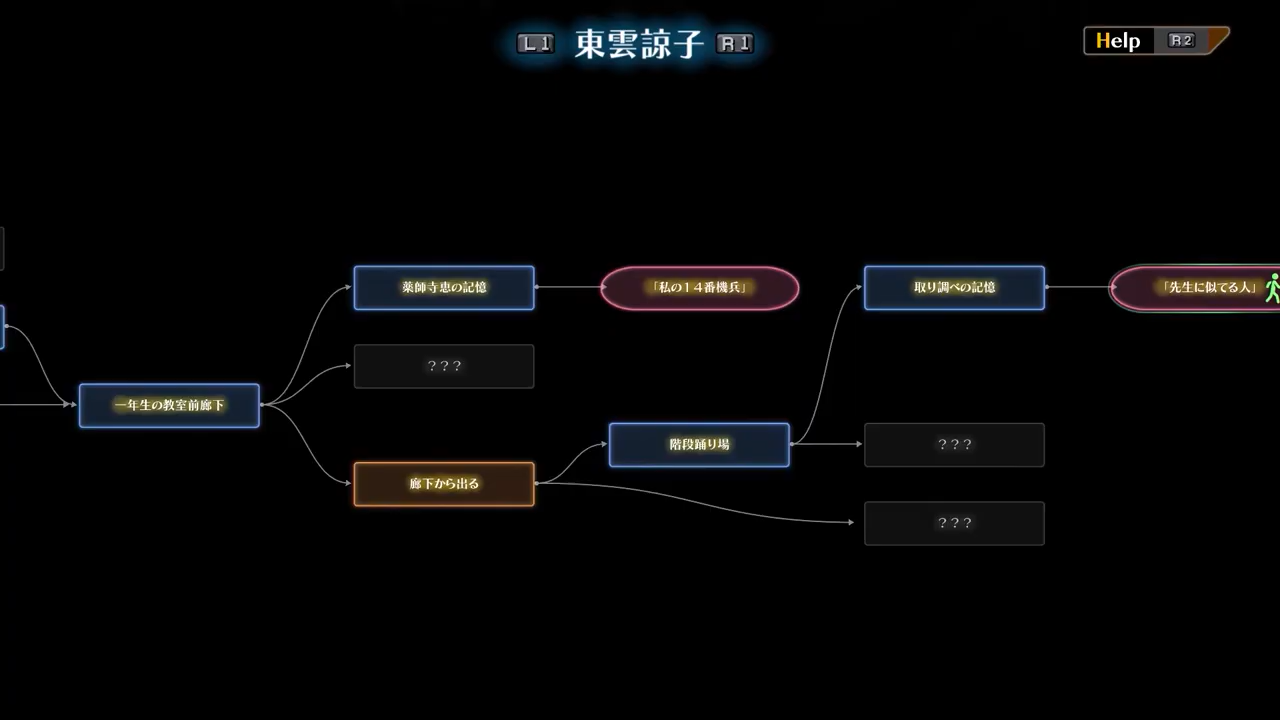 L1 東雲諒子 R1
Help R2
薬師寺恵の記憶
「私の14番機兵」
取り調べの記憶
「先生に似てる人」
???
一年生の教室前廊下
階段踊り場
???
廊下から出る
???